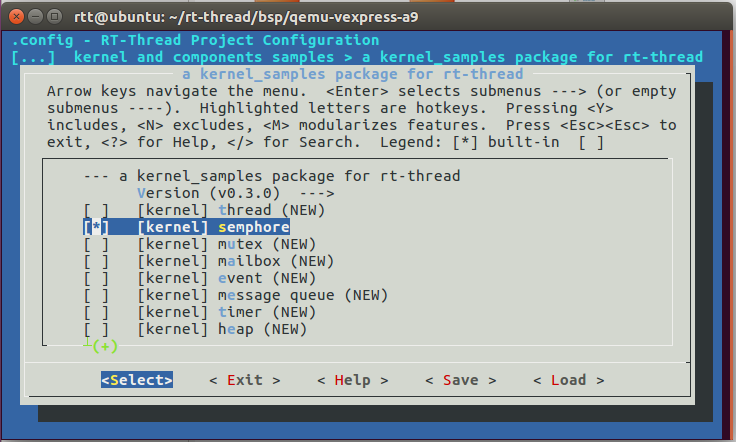 rtt@ubuntu: ~/rt-thread/bsp/qemu-vexpress-a9
.config - RT-Thread Project Configuration
[...]  kernel and components samples > a kernel_samples package for rt-thread
a kernel_samples package for rt-thread
Arrow keys navigate the menu.  <Enter> selects submenus ---> (or empty
submenus ----).  Highlighted letters are hotkeys.  Pressing <Y>
includes, <N> excludes, <M> modularizes features.  Press <Esc><Esc> to
exit, <?> for Help, </> for Search.  Legend: [*] built-in  [ ]
--- a kernel_samples package for rt-thread
Version (v0.3.0)  --->
[ ]   [kernel] thread (NEW)
[*]   [kernel] semphore
[ ]   [kernel] mutex (NEW)
[ ]   [kernel] mailbox (NEW)
[ ]   [kernel] event (NEW)
[ ]   [kernel] message queue (NEW)
[ ]   [kernel] timer (NEW)
[ ]   [kernel] heap (NEW)
(+)
<Select>    < Exit >    < Help >    < Save >    < Load >